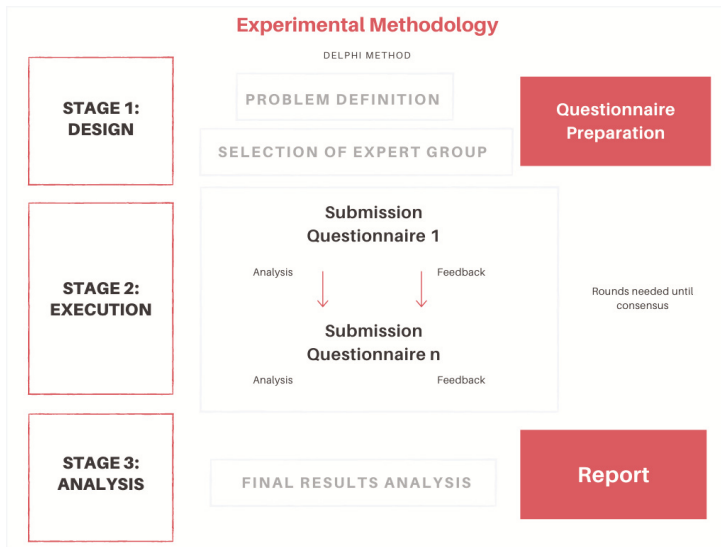 Experimental Methodology
DELPHI METHOD
STAGE 1:
DESIGN
PROBLEM DEFINITION
SELECTION OF EXPERT GROUP
Questionnaire
Preparation
STAGE 2:
EXECUTION
Submission
Questionnaire 1
Analysis
Feedback
Submission
Questionnaire n
Analysis
Feedback
Rounds needed until
consensus
STAGE 3:
ANALYSIS
FINAL RESULTS ANALYSIS
Report